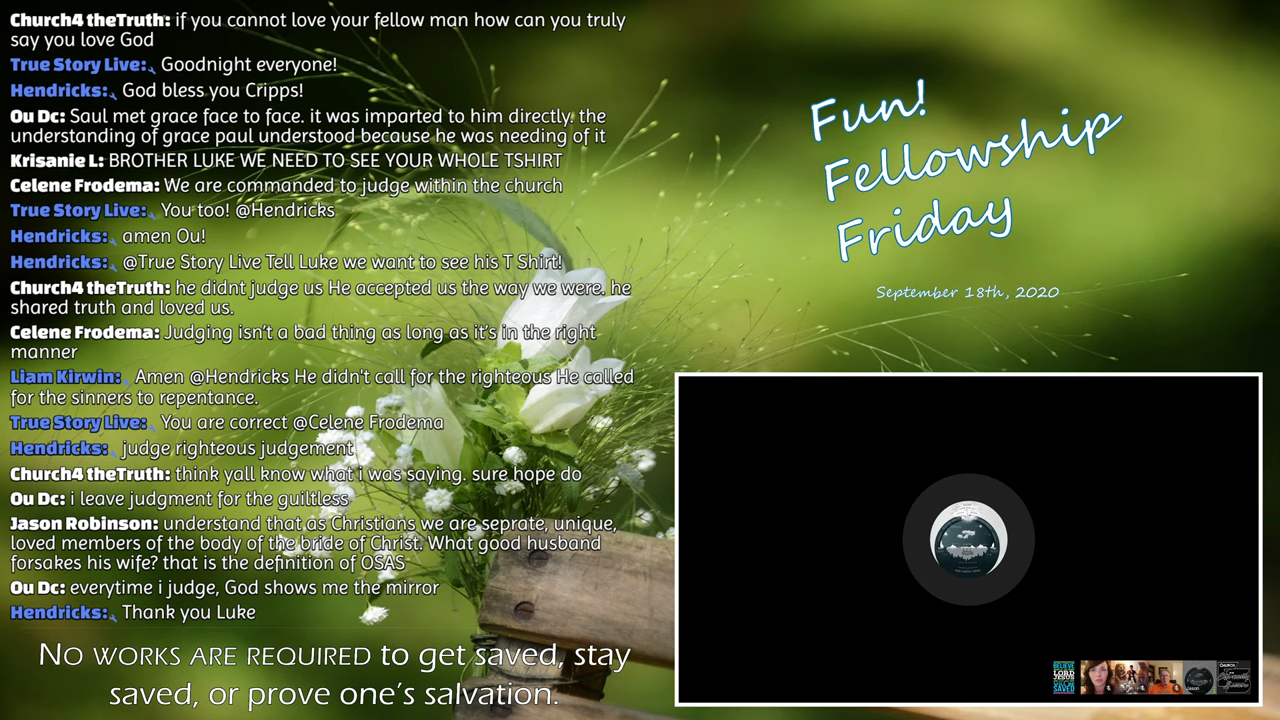 Church4 theTruth: if you cannot love your fellow man how can you truly
say you love God
True Story Live: Goodnight everyone!
Hendricks: God bless you Cripps!
Ou Dc: Saul met grace face to face. it was imparted to him directly. the
understanding of grace paul understood because he was needing of it
Krisanie L: BROTHER LUKE WE NEED TO SEE YOUR WHOLE TSHIRT
Celene Frodema: We are commanded to judge within the church
True Story Live: You too! @Hendricks
Hendricks: amen Ou!
Hendricks: @True Story Live Tell Luke we want to see his T Shirt!
Church4 theTruth: he didnt judge us He accepted us the way we were. he
shared truth and loved us.
Celene Frodema: Judging isn't a bad thing as long as it's in the right
manner
Liam Kirwin: Amen @Hendricks He didn't call for the righteous He called
for the sinners to repentance.
True Story Live: You are correct @Celene Frodema
Hendricks: judge righteous judgement
Church4 theTruth: think yall know what i was saying. sure hope do
Ou Dc: i leave judgment for the guiltless
Jason Robinson: understand that as Christians we are seprate, unique,
loved members of the body of the bride of Christ. What good husband
forsakes his wife? that is the definition of OSAS
Ou Dc: everytime i judge, God shows me the mirror
Hendricks: Thank you Luke
NO WORKS ARE REQUIRED to get saved, stay
saved, or prove one's salvation.
Fun!
Fellowship
Friday
September 18th, 2020
BELIEVE
LORD
JESUS
SAVED
Jason